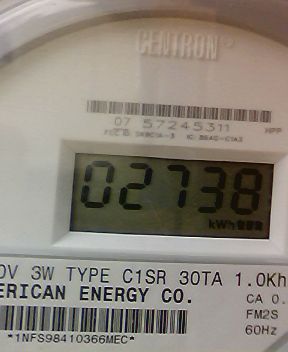 CENTRON®
07 57245311 HPP
02738
kWh
0V 3W TYPE C1SR 30TA 1.0Kh
ERICAN ENERGY CO. CA 0.
FM2S
60Hz
*1NFS98410366MEC*